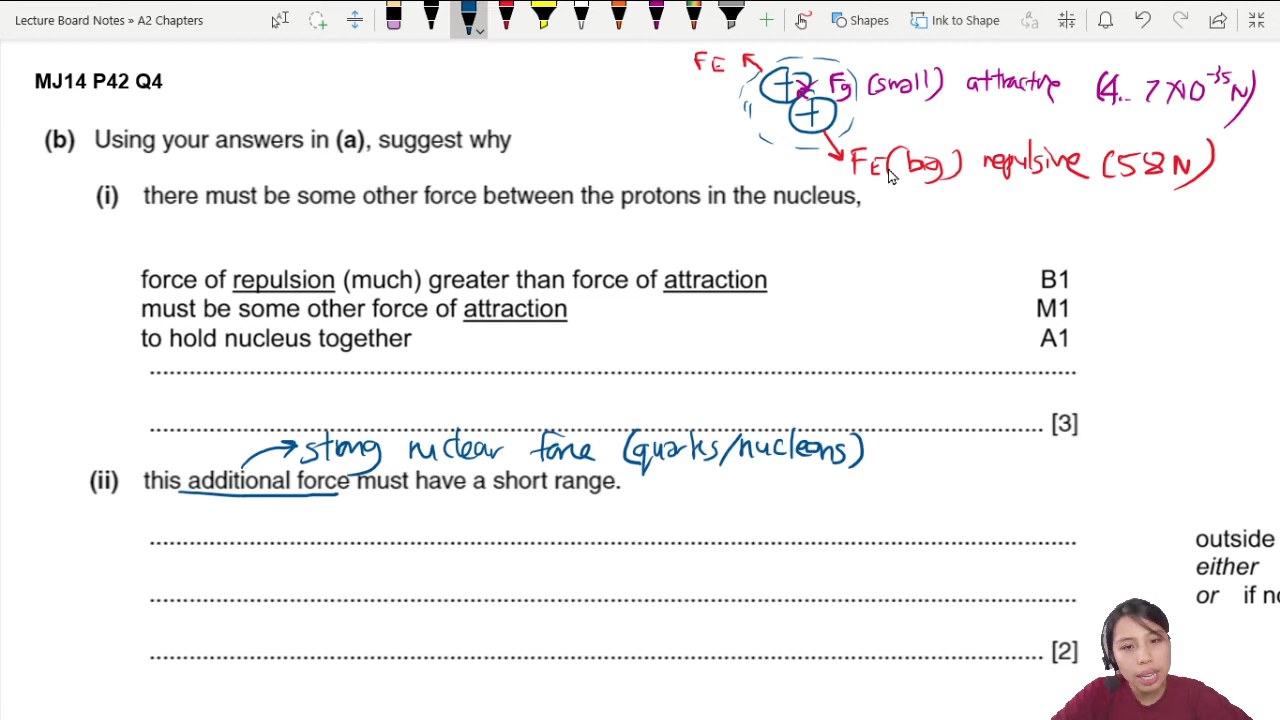 Lecture Board Notes » A2 Chapters
Shapes
Ink to Shape
MJ14 P42 Q4
FE
Fg (small) attractive (4.. 7×10⁻³⁵N)
FE (big) repulsive (58N)
(b) Using your answers in (a), suggest why
(i) there must be some other force between the protons in the nucleus,
force of repulsion (much) greater than force of attraction B1
must be some other force of attraction M1
to hold nucleus together A1
[3]
strong nuclear force (quarks/nucleons)
(ii) this additional force must have a short range.
outside
either
or if no
[2]